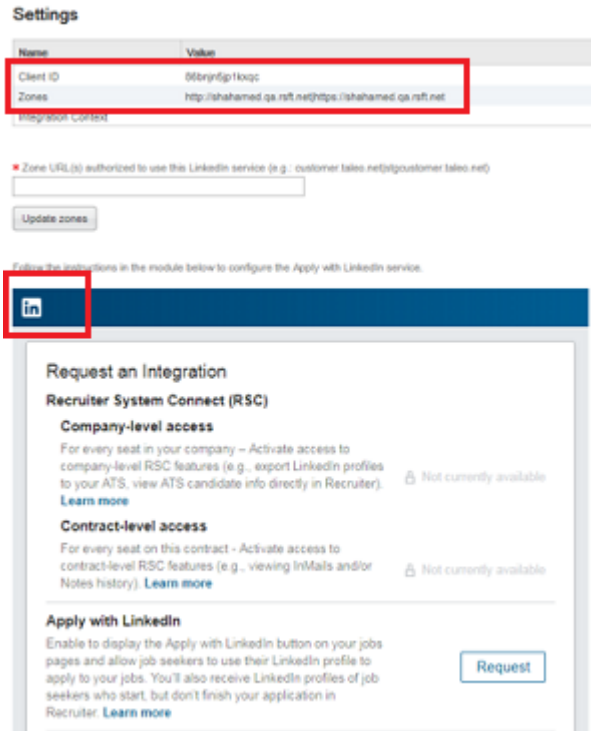 Settings
Name Value
Client ID
Zones http://shahamed.qa.rsft.net|https://shahamed.qa.rsft.net
Integration Context
* Zone URL(s) authorized to use this LinkedIn service (e.g.: customer.taleo.net|stgcustomer.taleo.net)
Update zones
Follow the instructions in the module below to configure the Apply with LinkedIn service.
in
Request an Integration
Recruiter System Connect (RSC)
Company-level access
For every seat in your company – Activate access to
company-level RSC features (e.g., export LinkedIn profiles
to your ATS, view ATS candidate info directly in Recruiter).
Learn more
Not currently available
Contract-level access
For every seat on this contract - Activate access to
contract-level RSC features (e.g., viewing InMails and/or
Notes history). Learn more
Not currently available
Apply with LinkedIn
Enable to display the Apply with LinkedIn button on your jobs
pages and allow job seekers to use their LinkedIn profile to
apply to your jobs. You'll also receive LinkedIn profiles of job
seekers who start, but don't finish your application in
Recruiter. Learn more
Request